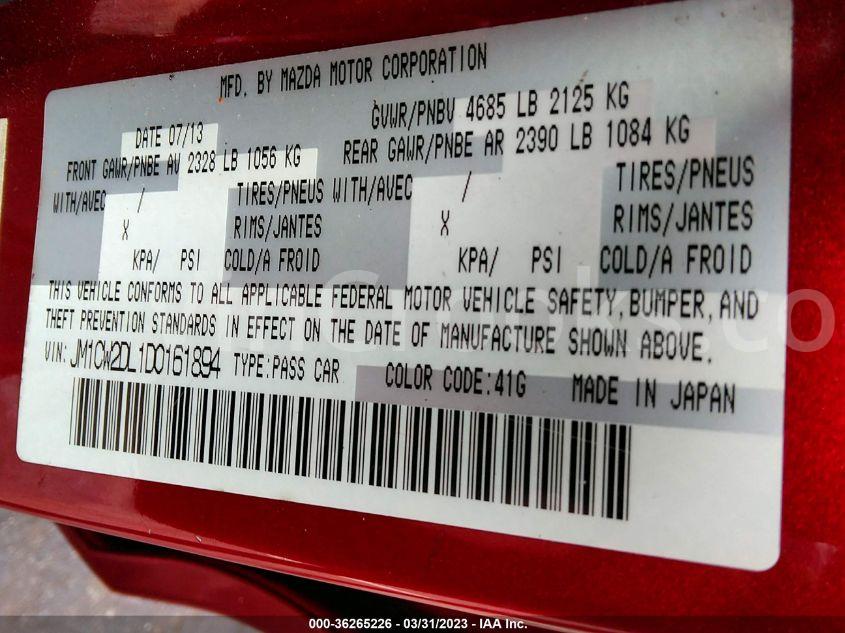 MFD. BY MAZDA MOTOR CORPORATION
DATE 07/13 GVWR/PNBV 4685 LB 2125 KG
FRONT GAWR/PNBE AV 2328 LB 1056 KG REAR GAWR/PNBE AR 2390 LB 1084 KG
WITH/AVEC / TIRES/PNEUS WITH/AVEC / TIRES/PNEUS
X RIMS/JANTES X RIMS/JANTES
KPA/ PSI COLD/A FROID KPA/ PSI COLD/A FROID
THIS VEHICLE CONFORMS TO ALL APPLICABLE FEDERAL MOTOR VEHICLE SAFETY, BUMPER, AND
THEFT PREVENTION STANDARDS IN EFFECT ON THE DATE OF MANUFACTURE SHOWN ABOVE.
VIN: JM1CW2DL1D0161894 TYPE:PASS CAR COLOR CODE:41G MADE IN JAPAN
000-36265226 - 03/31/2023 - IAA Inc.